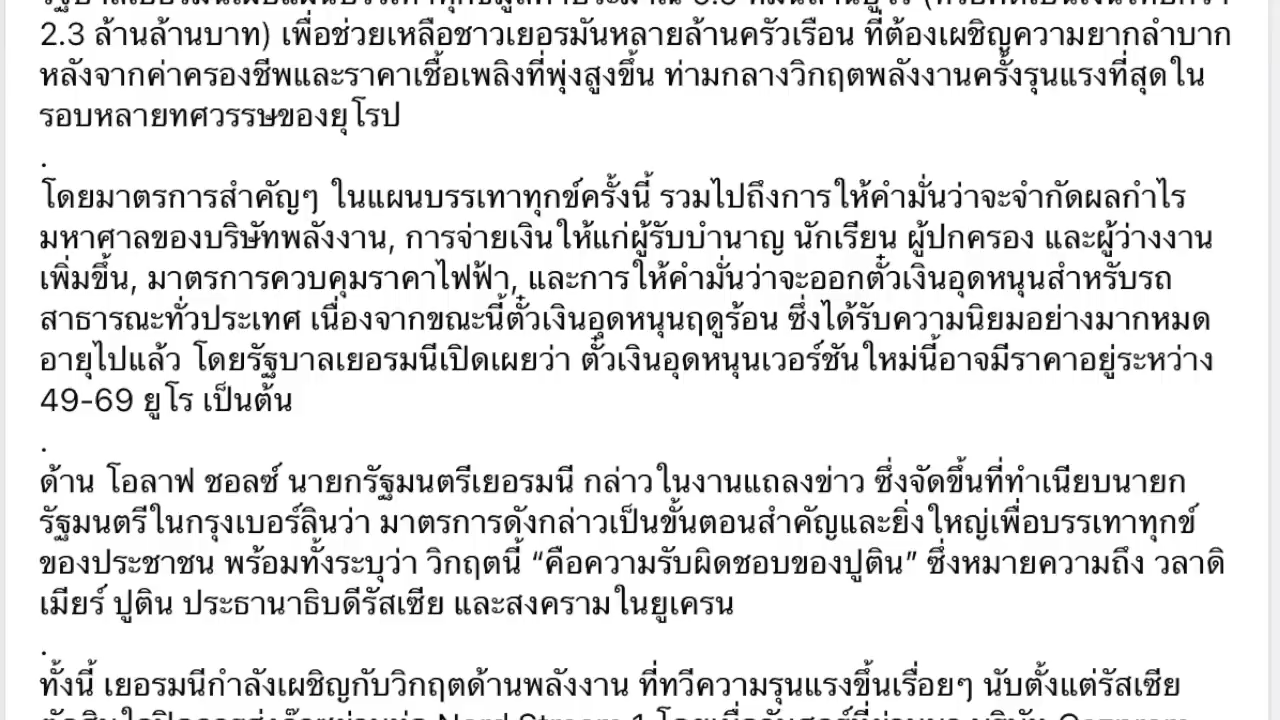 2.3 ล้านล้านบาท) เพื่อช่วยเหลือชาวเยอรมันหลายล้านครัวเรือน ที่ต้องเผชิญความยากลำบาก
หลังจากค่าครองชีพและราคาเชื้อเพลิงที่พุ่งสูงขึ้น ท่ามกลางวิกฤตพลังงานครั้งรุนแรงที่สุดใน
รอบหลายทศวรรษของยุโรป
.
โดยมาตรการสำคัญๆ ในแผนบรรเทาทุกข์ครั้งนี้ รวมไปถึงการให้คำมั่นว่าจะจำกัดผลกำไร
มหาศาลของบริษัทพลังงาน, การจ่ายเงินให้แก่ผู้รับบำนาญ นักเรียน ผู้ปกครอง และผู้ว่างงาน
เพิ่มขึ้น, มาตรการควบคุมราคาไฟฟ้า, และการให้คำมั่นว่าจะออกตั๋วเงินอุดหนุนสำหรับรถ
สาธารณะทั่วประเทศ เนื่องจากขณะนี้ตั๋วเงินอุดหนุนฤดูร้อน ซึ่งได้รับความนิยมอย่างมากหมด
อายุไปแล้ว โดยรัฐบาลเยอรมนีเปิดเผยว่า ตั๋วเงินอุดหนุนเวอร์ชันใหม่นี้อาจมีราคาอยู่ระหว่าง
49-69 ยูโร เป็นต้น
.
ด้าน โอลาฟ ชอลซ์ นายกรัฐมนตรีเยอรมนี กล่าวในงานแถลงข่าว ซึ่งจัดขึ้นที่ทำเนียบนายก
รัฐมนตรีในกรุงเบอร์ลินว่า มาตรการดังกล่าวเป็นขั้นตอนสำคัญและยิ่งใหญ่เพื่อบรรเทาทุกข์
ของประชาชน พร้อมทั้งระบุว่า วิกฤตนี้ “คือความรับผิดชอบของปูติน” ซึ่งหมายความถึง วลาดิ
เมียร์ ปูติน ประธานาธิบดีรัสเซีย และสงครามในยูเครน
.
ทั้งนี้ เยอรมนีกำลังเผชิญกับวิกฤตด้านพลังงาน ที่ทวีความรุนแรงขึ้นเรื่อยๆ นับตั้งแต่รัสเซีย